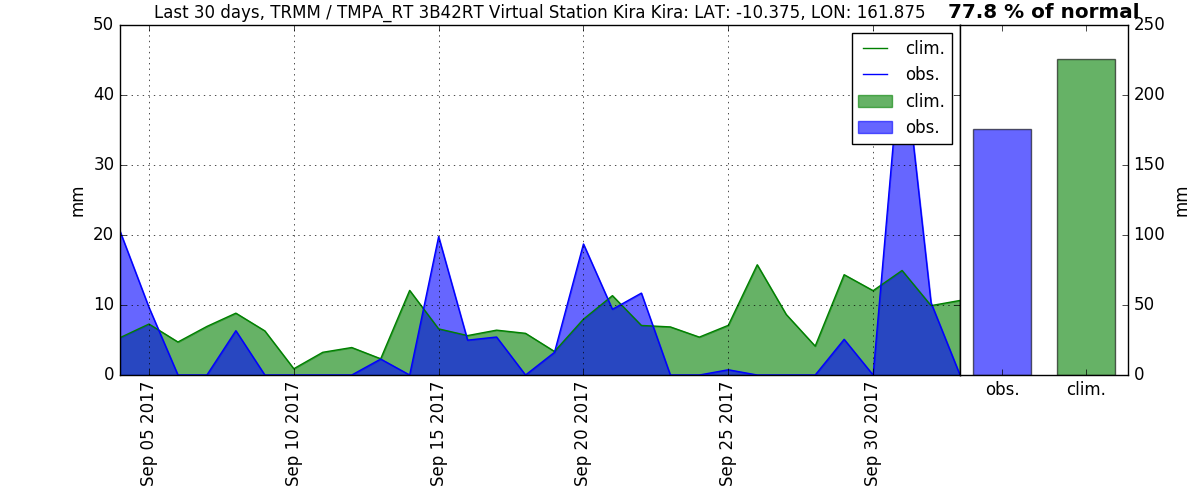 Last 30 days, TRMM / TMPA_RT 3B42RT Virtual Station Kira Kira: LAT: -10.375, LON: 161.875
77.8 % of normal
50
40
30
20
10
0
mm
clim.
obs.
clim.
obs.
Sep 05 2017
Sep 10 2017
Sep 15 2017
Sep 20 2017
Sep 25 2017
Sep 30 2017
250
200
150
100
50
0
mm
obs.
clim.